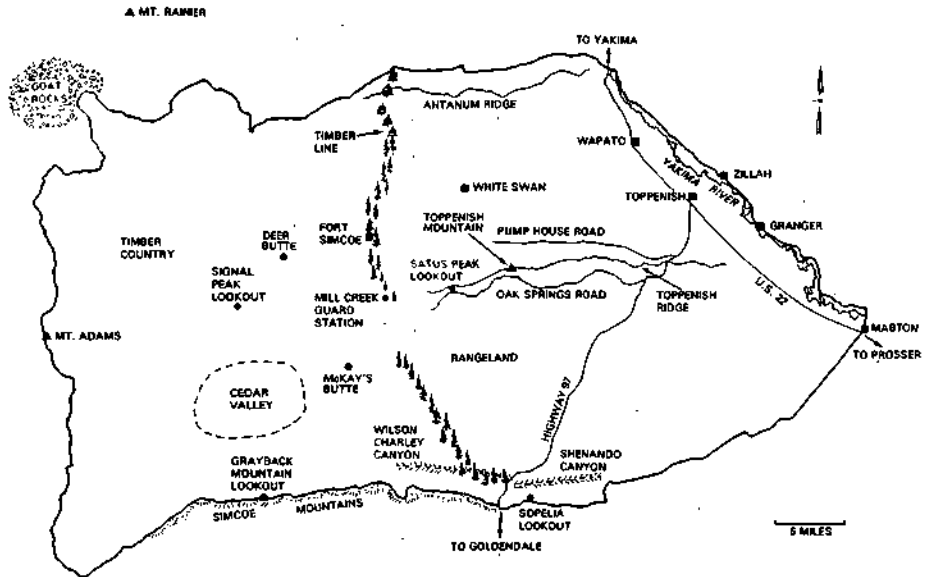 MT. RAINIER
TO YAKIMA
GOAT
ROCKS
ANTANUM RIDGE
TIMBER
LINE
WAPATO
YAKIMA
RIVER
ZILLAH
WHITE SWAN
TOPPENISH
TOPPENISH
MOUNTAIN
FORT
SIMCOE
PUMP HOUSE ROAD
GRANGER
DEER
BUTTE
TIMBER
COUNTRY
SATUS PEAK
LOOKOUT
SIGNAL
PEAK
LOOKOUT
MILL CREEK
GUARD
STATION
OAK SPRINGS ROAD
TOPPENISH
RIDGE
U.S. 22
MABTON
MT. ADAMS
TO PROSSER
RANGELAND
McKAY'S
BUTTE
CEDAR
VALLEY
HIGHWAY 97
WILSON
CHARLEY
CANYON
SHENANDO
CANYON
GRAYBACK
MOUNTAIN
LOOKOUT
SIMCOE
MOUNTAINS
SOPELIA
LOOKOUT
5 MILES
TO GOLDENDALE